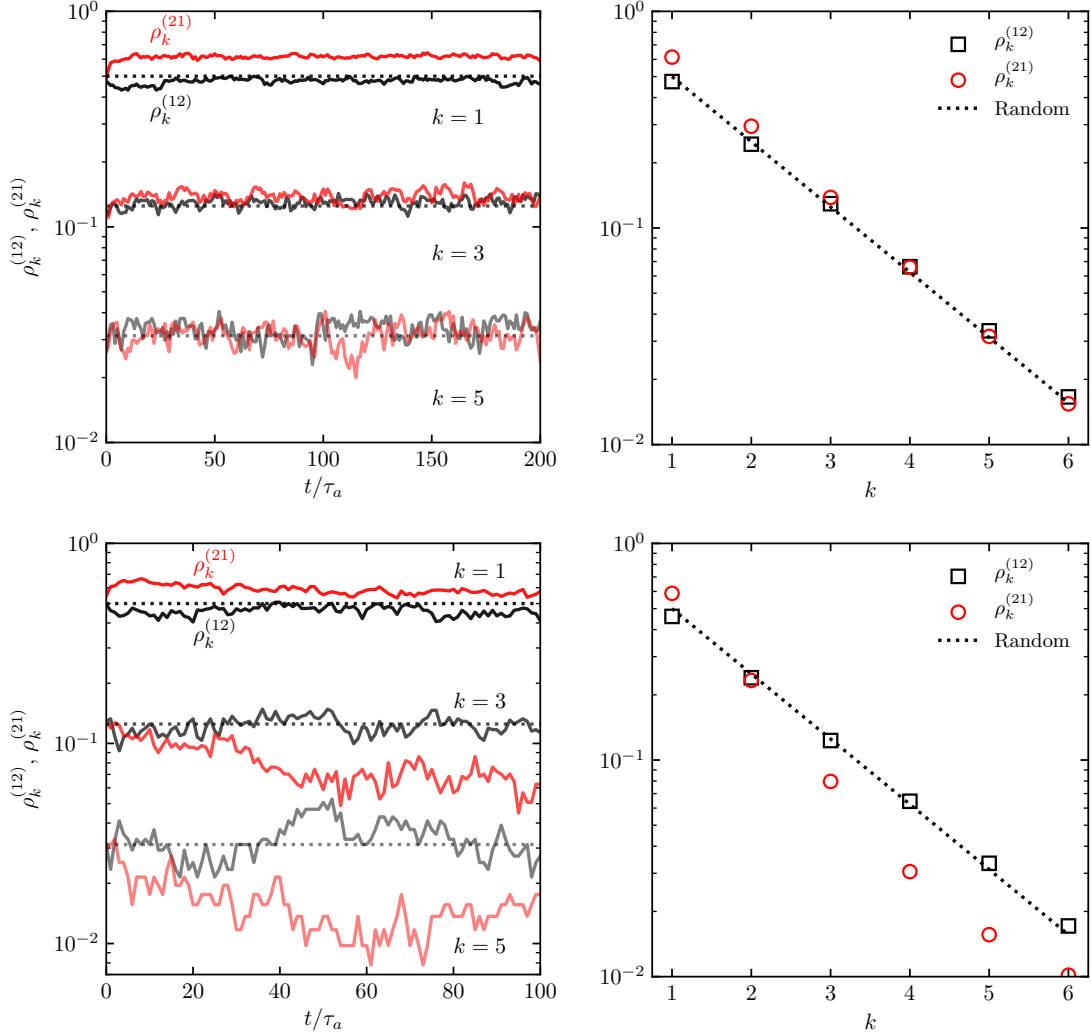 10^0
ρ_k^(21)
ρ_k^(12)
k = 1
10^−1
k = 3
k = 5
10^−2
ρ_k^(12), ρ_k^(21)
0 50 100 150 200
t/τ_a
10^0
ρ_k^(12)
ρ_k^(21)
Random
10^−1
10^−2
1 2 3 4 5 6
k
10^0
ρ_k^(21)
k = 1
ρ_k^(12)
k = 3
10^−1
k = 5
10^−2
ρ_k^(12), ρ_k^(21)
0 20 40 60 80 100
t/τ_a
10^0
ρ_k^(12)
ρ_k^(21)
Random
10^−1
10^−2
1 2 3 4 5 6
k